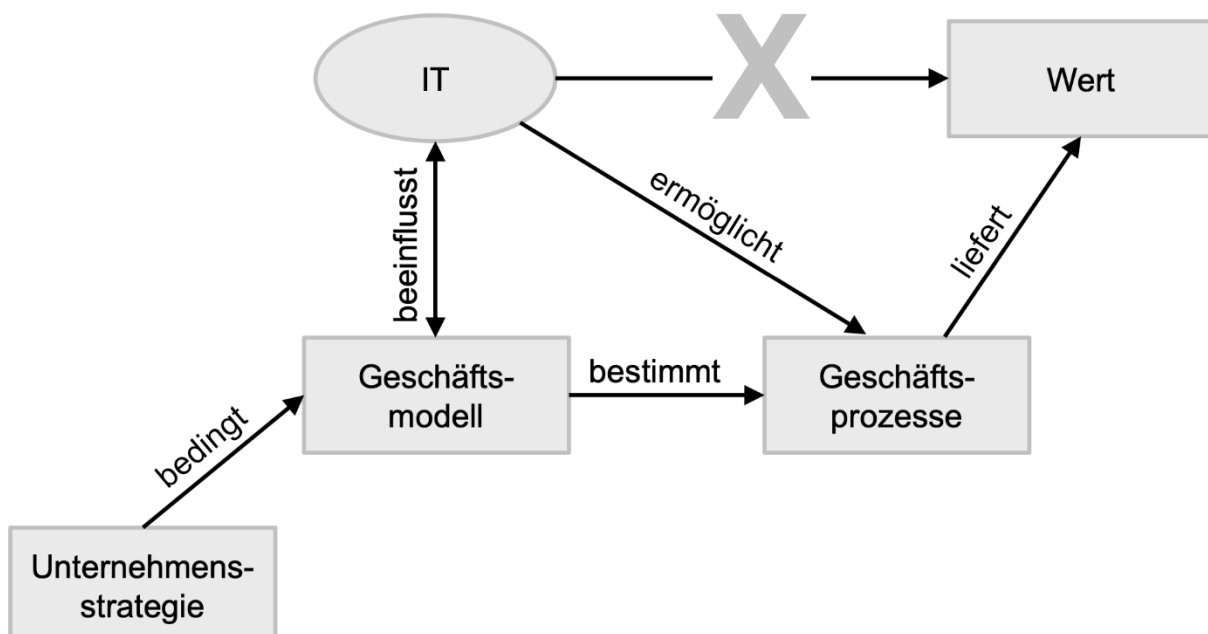 IT
X
Wert
beeinflusst
ermöglicht
liefert
Geschäfts-
modell
bestimmt
Geschäfts-
prozesse
bedingt
Unternehmens-
strategie